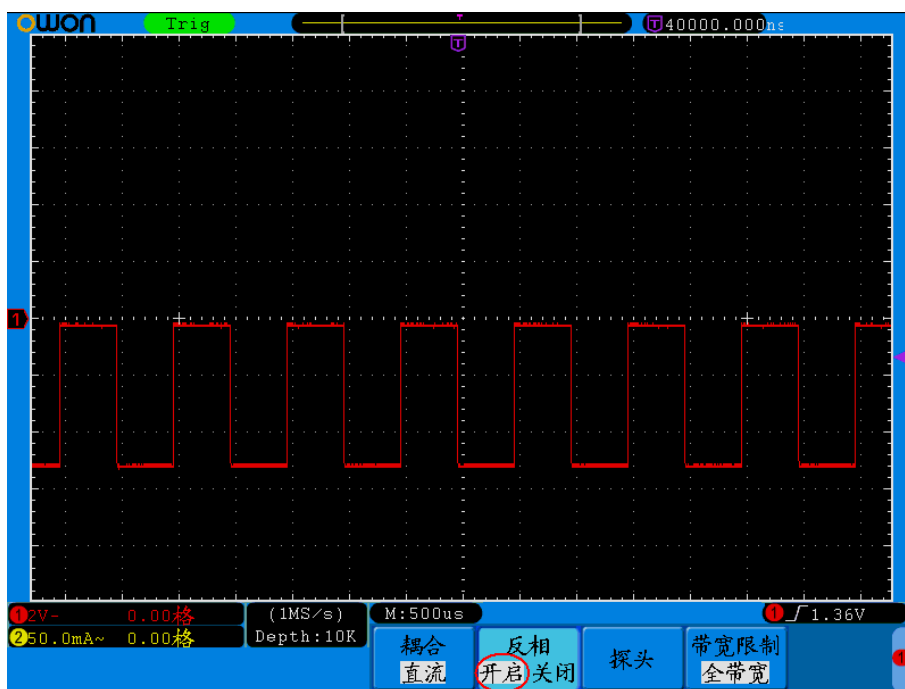 owon Trig T 40000.000ns
T
1
1 2V- 0.00格 (1MS/s) M:500us 1 1.36V
2 50.0mA~ 0.00格 Depth:10K
耦合 反相 探头 带宽限制
直流 开启 关闭 全带宽
1